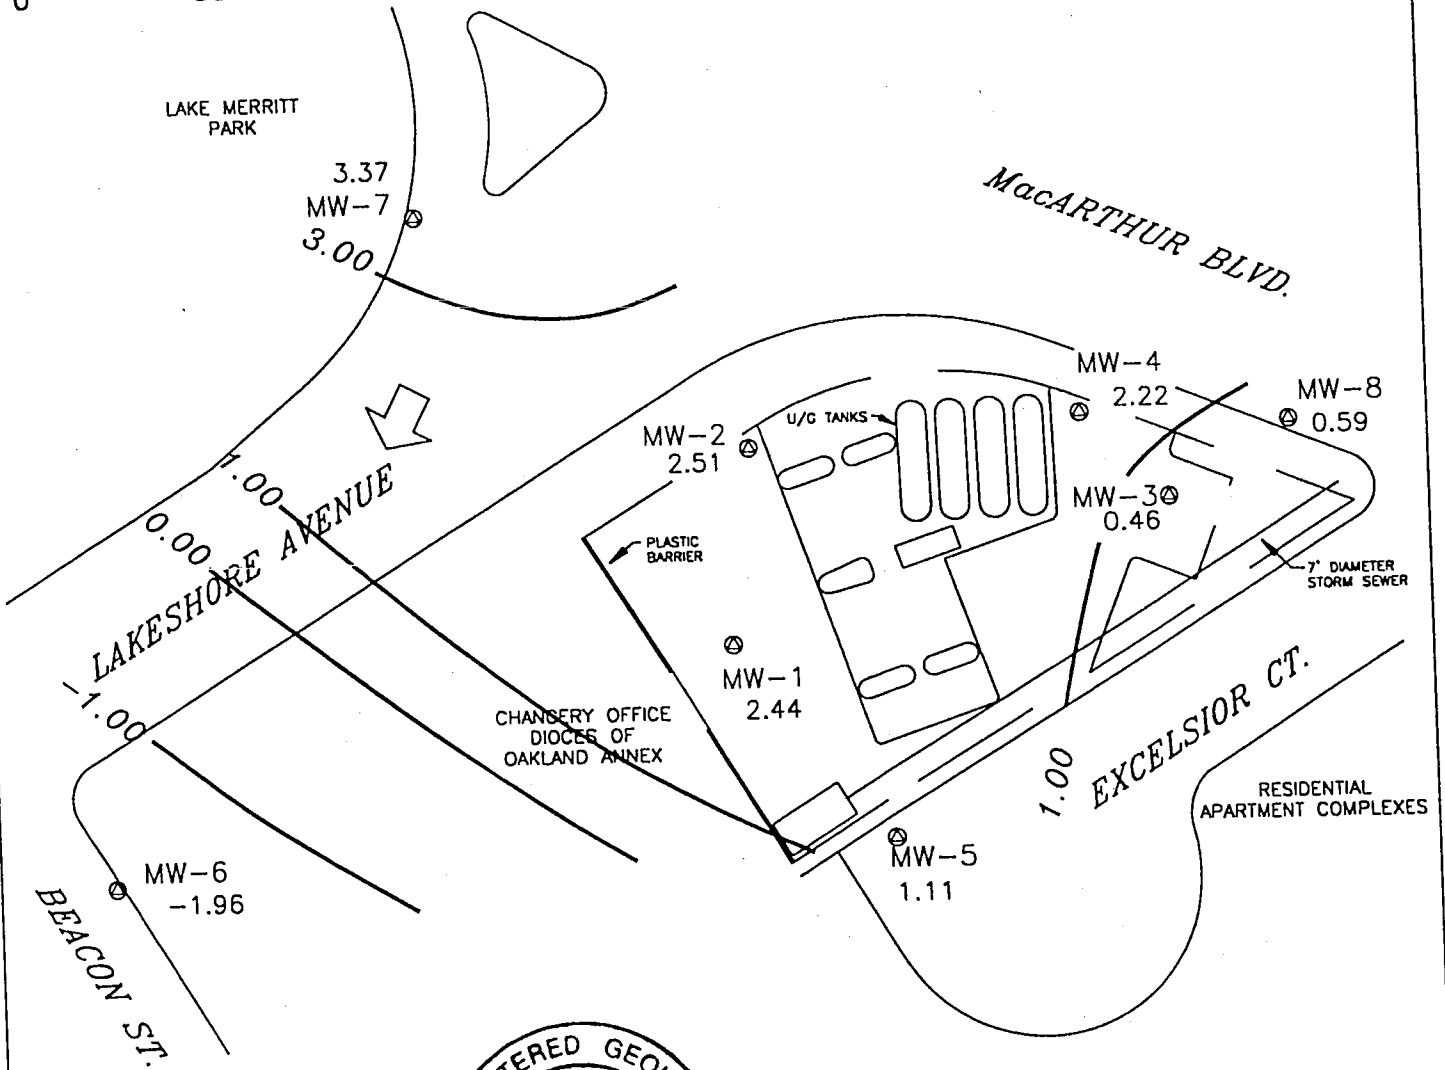 LAKE MERRITT
PARK
3.37
MW-7
3.00
MacARTHUR BLVD.
MW-4
2.22
MW-8
0.59
U/G TANKS
MW-2
2.51
MW-3
0.46
1.00
0.00
LAKESHORE AVENUE
PLASTIC
BARRIER
7' DIAMETER
STORM SEWER
-1.00
MW-1
2.44
CHANCERY OFFICE
DIOCES OF
OAKLAND ANNEX
EXCELSIOR CT.
1.00
RESIDENTIAL
APARTMENT COMPLEXES
MW-5
1.11
MW-6
-1.96
BEACON ST.
TERED GEO